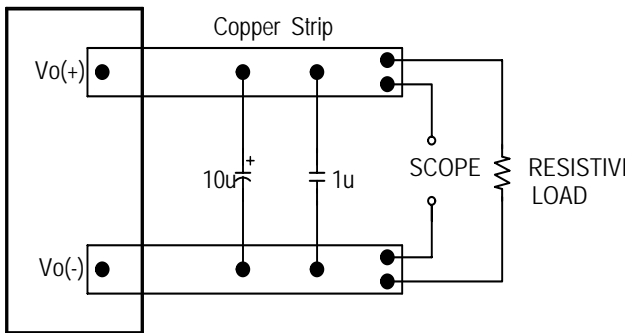 Copper Strip
Vo(+)
10u
+
1u
SCOPE
RESISTIVE
LOAD
Vo(-)